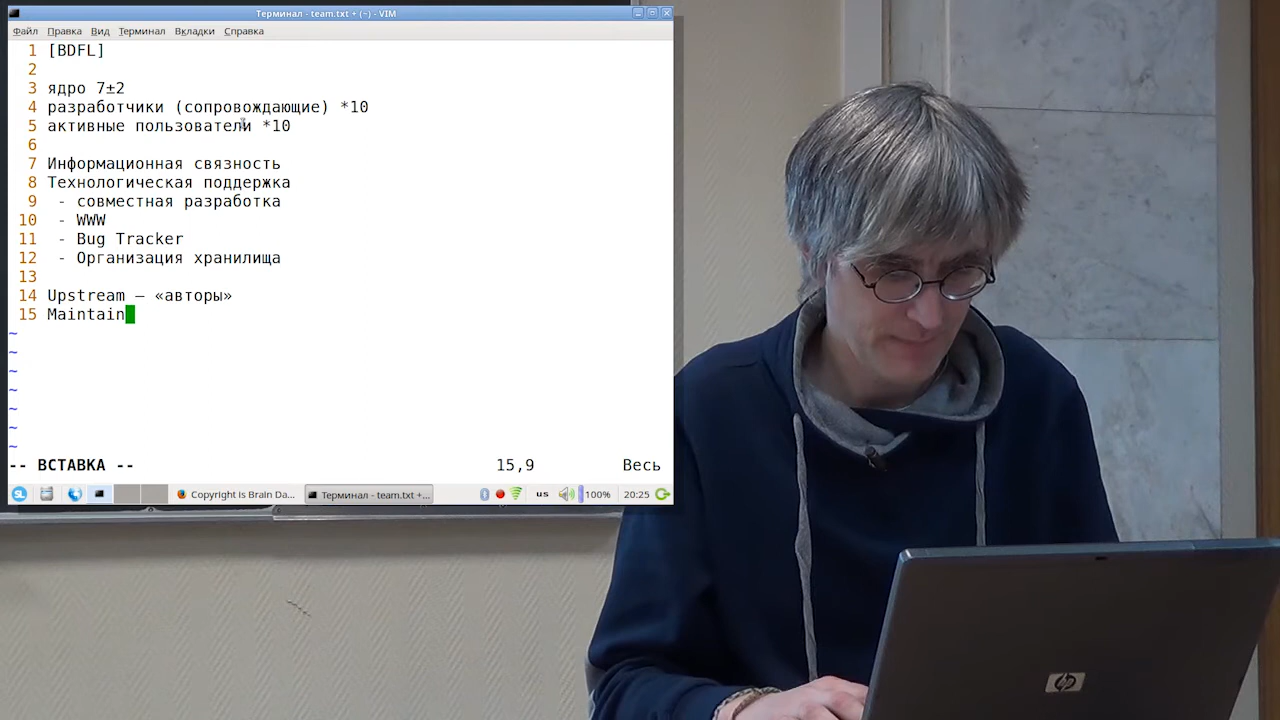 Терминал - team.txt + (~) - VIM
Файл Правка Вид Терминал Вкладки Справка
1 [BDFL]
2
3 ядро 7±2
4 разработчики (сопровождающие) *10
5 активные пользователи *10
6
7 Информационная связность
8 Технологическая поддержка
9 - совместная разработка
10 - WWW
11 - Bug Tracker
12 - Организация хранилища
13
14 Upstream — «авторы»
15 Maintain
~
~
~
~
~
~
~
-- ВСТАВКА -- 15,9 Весь
SL Copyright is Brain Da... Терминал - team.txt +... us 100% 20:25
hp